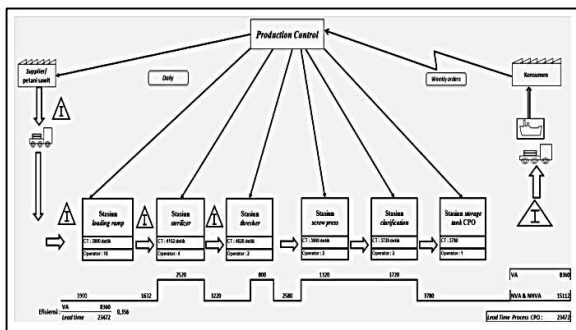 Production Control
Supplier/
petani sawit
Daily
Weekly orders
Konsumen
I
I
I
I
I
Stasiun
loading ramp
CT : 3900 detik
Operator : 10
Stasiun
sterilizer
CT : 4152 detik
Operator : 4
Stasiun
thresher
CT : 4020 detik
Operator : 2
Stasiun
screw press
CT : 3900 detik
Operator : 2
Stasiun
clarification
CT : 3720 detik
Operator : 2
Stasiun storage
tank CPO
CT : 3780
Operator : 1
2520
800
1320
3720
VA 8360
3900
1632
3220
2580
3780
NVA & NNVA 15112
Efisiensi : VA 8360 0,356
Lead time 23472
Lead Time Process CPO : 23472